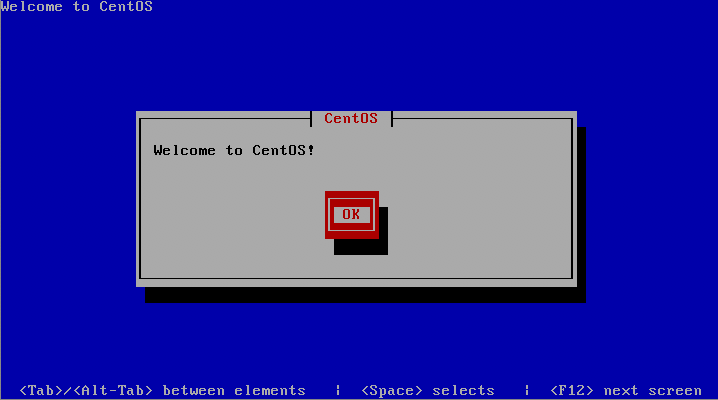 Welcome to CentOS
CentOS
Welcome to CentOS!
OK
<Tab>/<Alt-Tab> between elements | <Space> selects | <F12> next screen